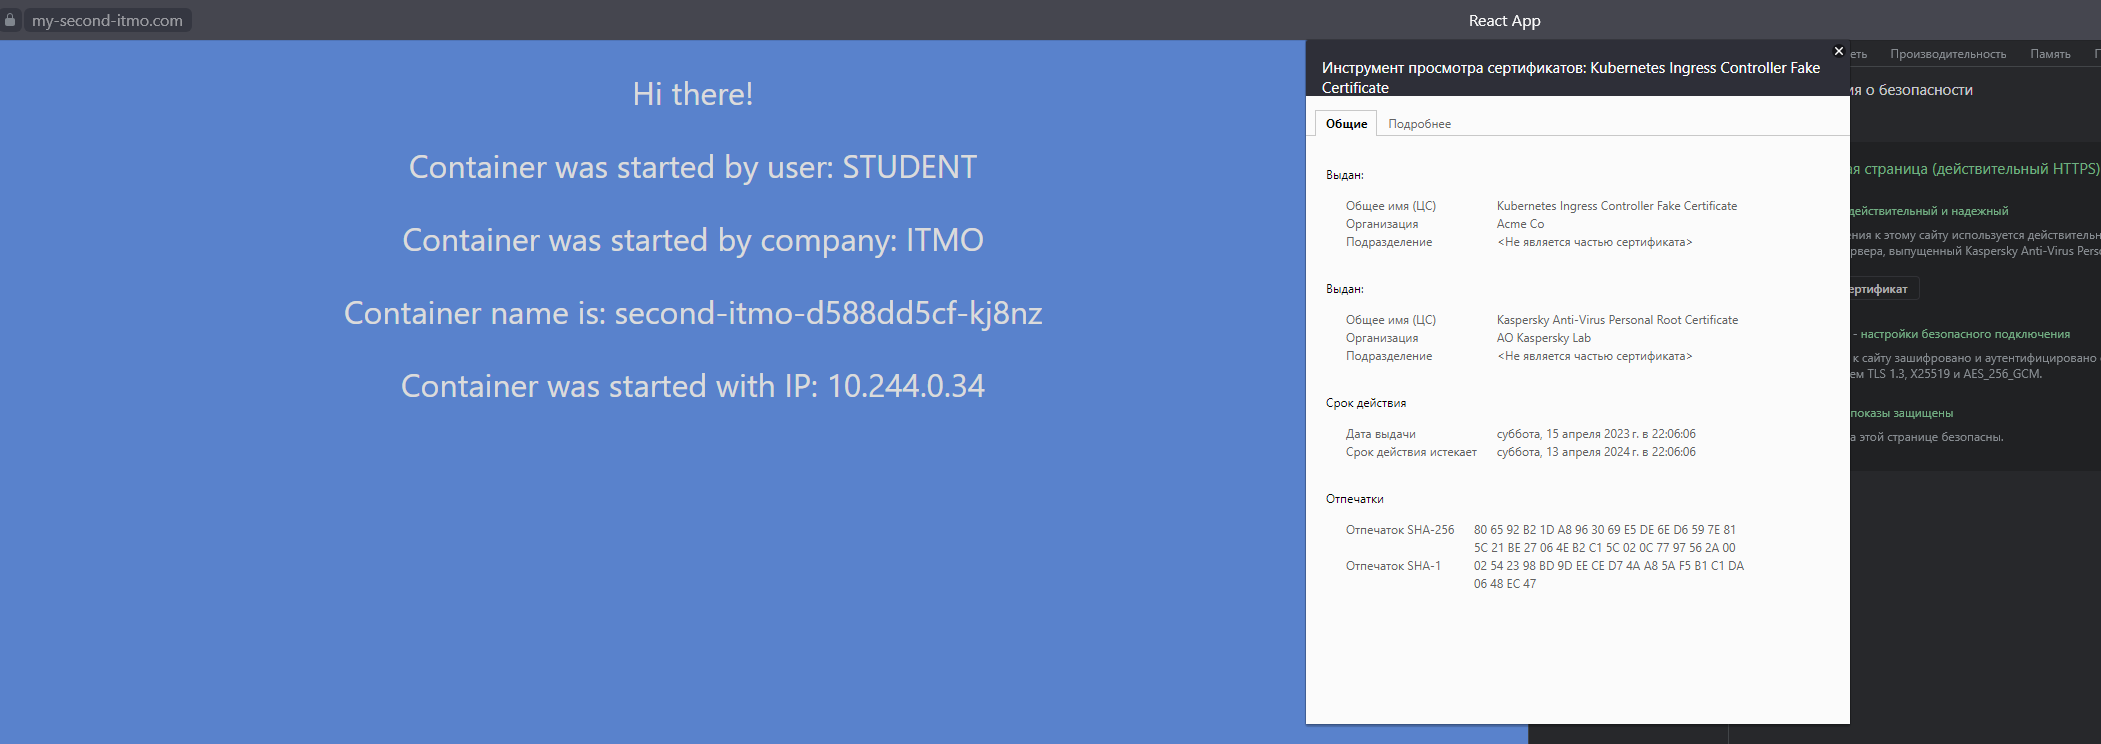 my-second-itmo.com
React App
Hi there!
Container was started by user: STUDENT
Container was started by company: ITMO
Container name is: second-itmo-d588dd5cf-kj8nz
Container was started with IP: 10.244.0.34
Инструмент просмотра сертификатов: Kubernetes Ingress Controller Fake
Certificate
Общие Подробнее
Выдан:
Общее имя (ЦС) Kubernetes Ingress Controller Fake Certificate
Организация Acme Co
Подразделение <Не является частью сертификата>
Выдан:
Общее имя (ЦС) Kaspersky Anti-Virus Personal Root Certificate
Организация AO Kaspersky Lab
Подразделение <Не является частью сертификата>
Срок действия
Дата выдачи суббота, 15 апреля 2023 г. в 22:06:06
Срок действия истекает суббота, 13 апреля 2024 г. в 22:06:06
Отпечатки
Отпечаток SHA-256 80 65 92 B2 1D A8 96 30 69 E5 DE 6E D6 59 7E 81
5C 21 BE 27 06 4E B2 C1 5C 02 0C 77 97 56 2A 00
Отпечаток SHA-1 02 54 23 98 BD 9D EE CE D7 4A A8 5A F5 B1 C1 DA
06 48 EC 47
Производительность Память
о безопасности
страница (действительный HTTPS)
действительный и надежный
к этому сайту используется
выпущенный Kaspersky Anti-Virus
- настройки безопасного подключения
к сайту зашифровано и аутентифицировано
TLS 1.3, X25519 и AES_256_GCM.
защищены
этой странице безопасны.